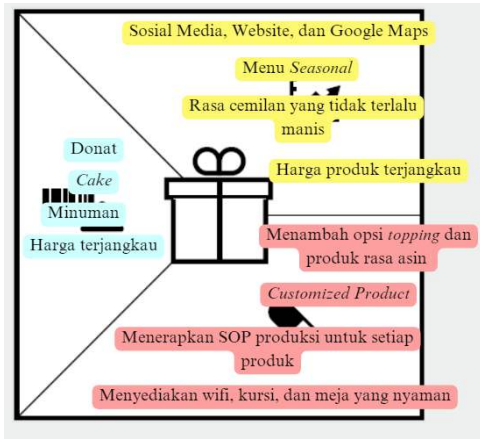 Sosial Media, Website, dan Google Maps
Menu Seasonal
Rasa cemilan yang tidak terlalu
manis
Harga produk terjangkau
Donat
Cake
Minuman
Harga terjangkau
Menambah opsi topping dan
produk rasa asin
Customized Product
Menerapkan SOP produksi untuk setiap
produk
Menyediakan wifi, kursi, dan meja yang nyaman